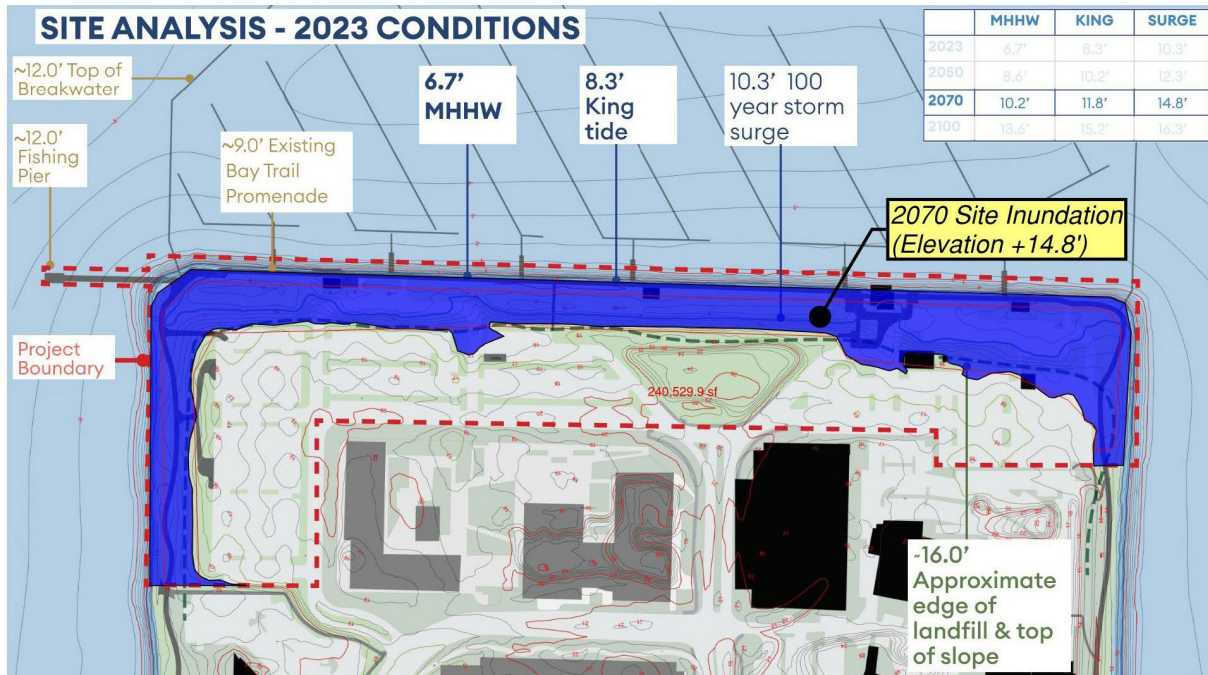 SITE ANALYSIS - 2023 CONDITIONS
MHHW KING SURGE
2023 6.7’ 8.3’ 10.3’
2050 8.6’ 10.2’ 12.3’
2070 10.2’ 11.8’ 14.8’
2100 13.6’ 15.2’ 16.3’
~12.0’ Top of
Breakwater
6.7’
MHHW
8.3’
King
tide
10.3’ 100
year storm
surge
~12.0’
Fishing
Pier
~9.0’ Existing
Bay Trail
Promenade
2070 Site Inundation
(Elevation +14.8')
Project
Boundary
240,529.9 sf
~16.0’
Approximate
edge of
landfill & top
of slope